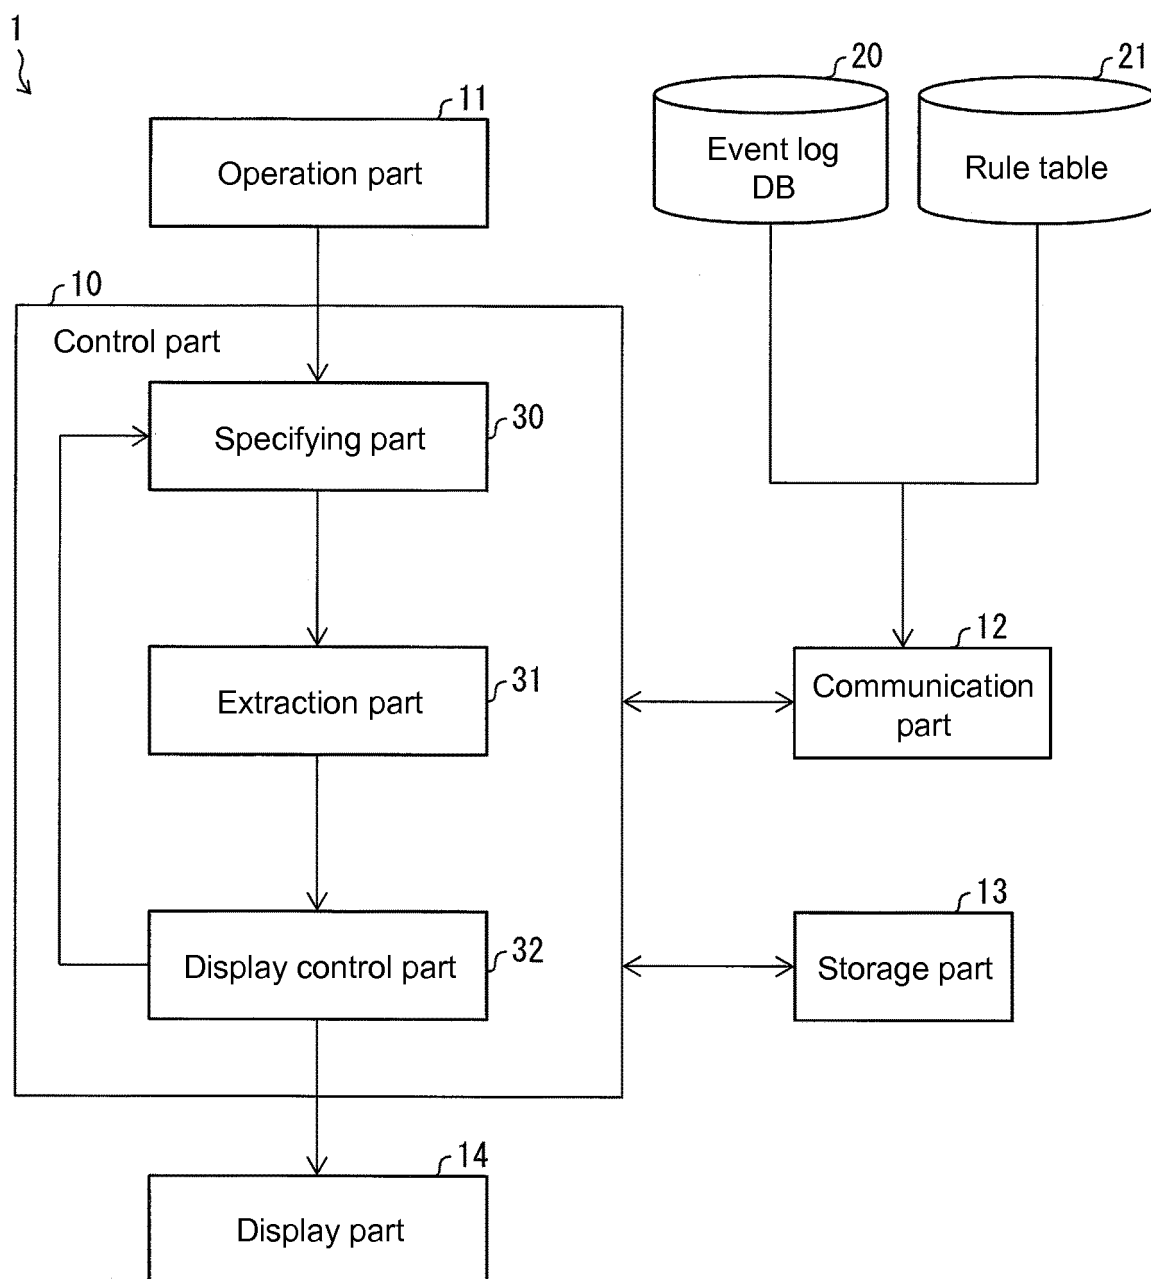 1
11
Operation part
20
Event log
DB
21
Rule table
10
Control part
Specifying part
30
Extraction part
31
12
Communication
part
Display control part
32
13
Storage part
14
Display part